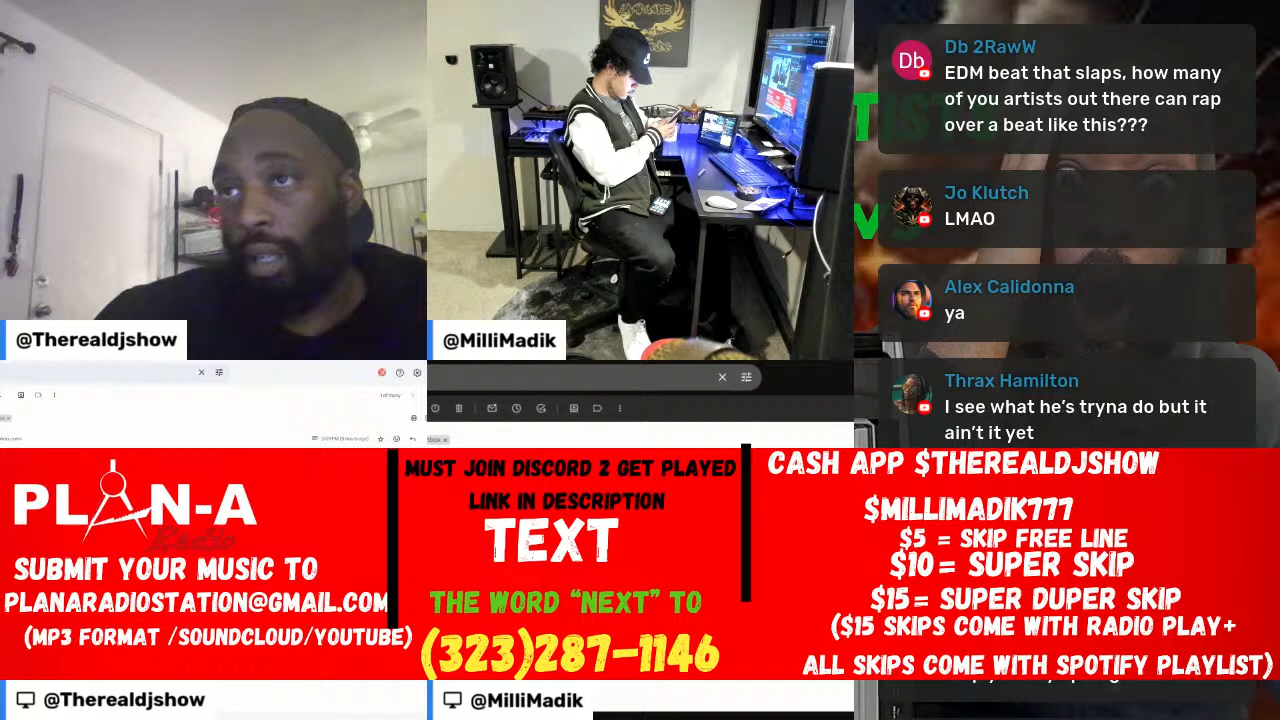 @Therealdjshow
@MilliMadik
Db 2RawW
Db
EDM beat that slaps, how many
of you artists out there can rap
over a beat like this???
Jo Klutch
LMAO
Alex Calidonna
ya
Thrax Hamilton
I see what he's tryna do but it
ain't it yet
PLAN-A
Radio
SUBMIT YOUR MUSIC TO
PLANARADIOSTATION@GMAIL.COM
(MP3 FORMAT /SOUNDCLOUD/YOUTUBE)
MUST JOIN DISCORD 2 GET PLAYED
LINK IN DESCRIPTION
TEXT
THE WORD “NEXT” TO
(323)287-1146
CASH APP $THEREALDJSHOW
$MILLIMADIK777
$5 = SKIP FREE LINE
$10 = SUPER SKIP
$15 = SUPER DUPER SKIP
($15 SKIPS COME WITH RADIO PLAY+
ALL SKIPS COME WITH SPOTIFY PLAYLIST)
@Therealdjshow
@MilliMadik